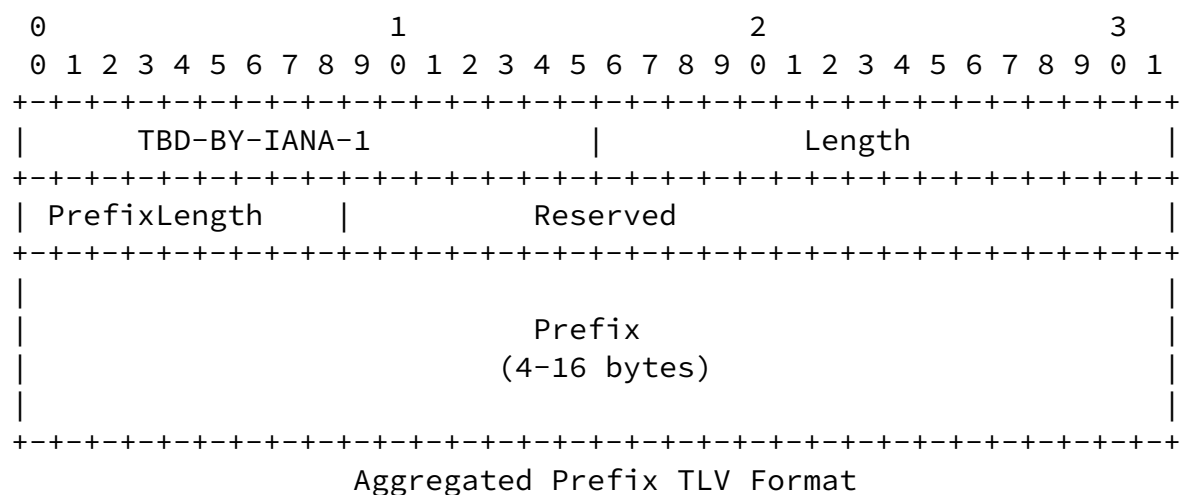 0                   1                   2                   3
 0 1 2 3 4 5 6 7 8 9 0 1 2 3 4 5 6 7 8 9 0 1 2 3 4 5 6 7 8 9 0 1
+-+-+-+-+-+-+-+-+-+-+-+-+-+-+-+-+-+-+-+-+-+-+-+-+-+-+-+-+-+-+-+-+
|      TBD-BY-IANA-1            |           Length              |
+-+-+-+-+-+-+-+-+-+-+-+-+-+-+-+-+-+-+-+-+-+-+-+-+-+-+-+-+-+-+-+-+
| PrefixLength    |          Reserved                           |
+-+-+-+-+-+-+-+-+-+-+-+-+-+-+-+-+-+-+-+-+-+-+-+-+-+-+-+-+-+-+-+-+
|                                                               |
|                            Prefix                             |
|                          (4-16 bytes)                         |
|                                                               |
+-+-+-+-+-+-+-+-+-+-+-+-+-+-+-+-+-+-+-+-+-+-+-+-+-+-+-+-+-+-+-+-+
                  Aggregated Prefix TLV Format